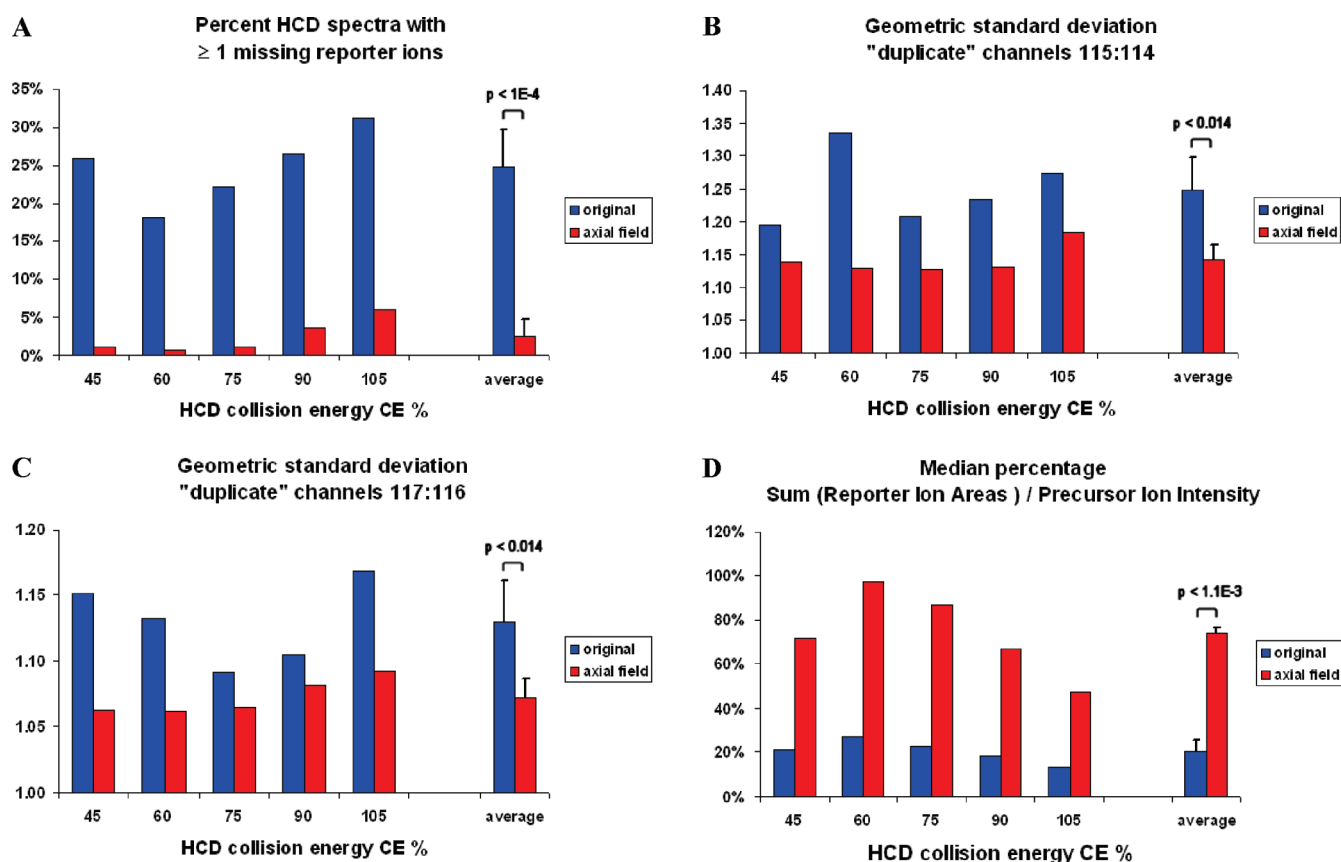 A
Percent HCD spectra with
≥ 1 missing reporter ions
35%
30%
25%
20%
15%
10%
5%
0%
p < 1E-4
original
axial field
45 60 75 90 105 average
HCD collision energy CE %
B
Geometric standard deviation
"duplicate" channels 115:114
1.40
1.35
1.30
1.25
1.20
1.15
1.10
1.05
1.00
p < 0.014
original
axial field
45 60 75 90 105 average
HCD collision energy CE %
C
Geometric standard deviation
"duplicate" channels 117:116
1.20
1.15
1.10
1.05
1.00
p < 0.014
original
axial field
45 60 75 90 105 average
HCD collision energy CE %
D
Median percentage
Sum (Reporter Ion Areas ) / Precursor Ion Intensity
120%
100%
80%
60%
40%
20%
0%
p < 1.1E-3
original
axial field
45 60 75 90 105 average
HCD collision energy CE %